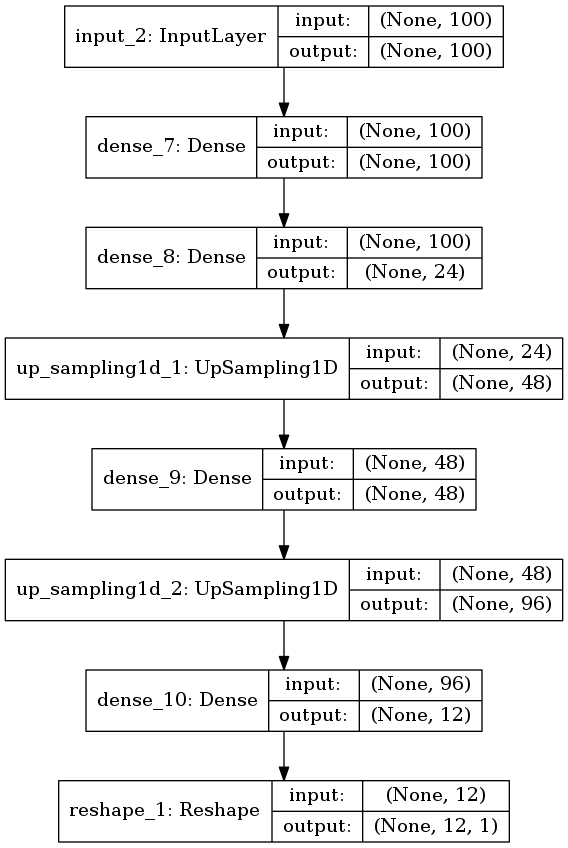 input_2: InputLayer
input:
(None, 100)
output:
(None, 100)
dense_7: Dense
input:
(None, 100)
output:
(None, 100)
dense_8: Dense
input:
(None, 100)
output:
(None, 24)
up_sampling1d_1: UpSampling1D
input:
(None, 24)
output:
(None, 48)
dense_9: Dense
input:
(None, 48)
output:
(None, 48)
up_sampling1d_2: UpSampling1D
input:
(None, 48)
output:
(None, 96)
dense_10: Dense
input:
(None, 96)
output:
(None, 12)
reshape_1: Reshape
input:
(None, 12)
output:
(None, 12, 1)